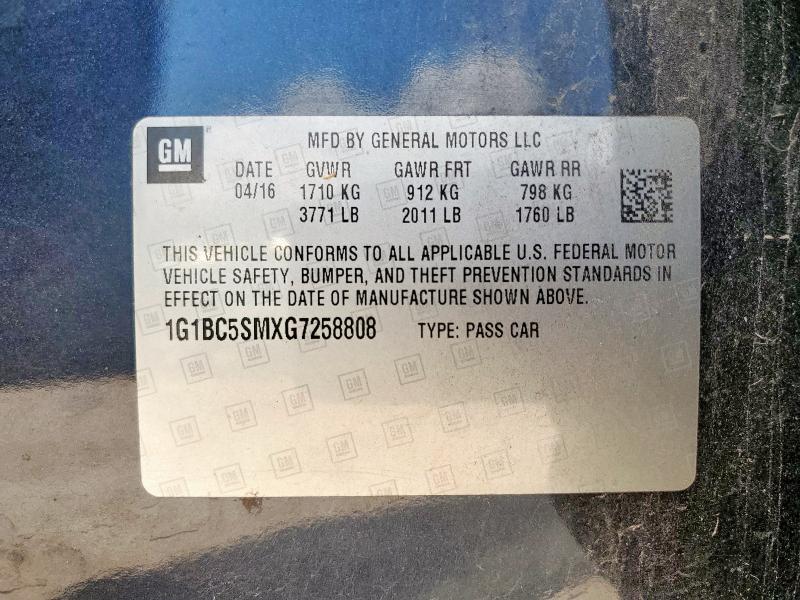 GM
MFD BY GENERAL MOTORS LLC
DATE GVWR GAWR FRT GAWR RR
04/16 1710 KG 912 KG 798 KG
3771 LB 2011 LB 1760 LB
THIS VEHICLE CONFORMS TO ALL APPLICABLE U.S. FEDERAL MOTOR
VEHICLE SAFETY, BUMPER, AND THEFT PREVENTION STANDARDS IN
EFFECT ON THE DATE OF MANUFACTURE SHOWN ABOVE.
1G1BC5SMXG7258808 TYPE: PASS CAR